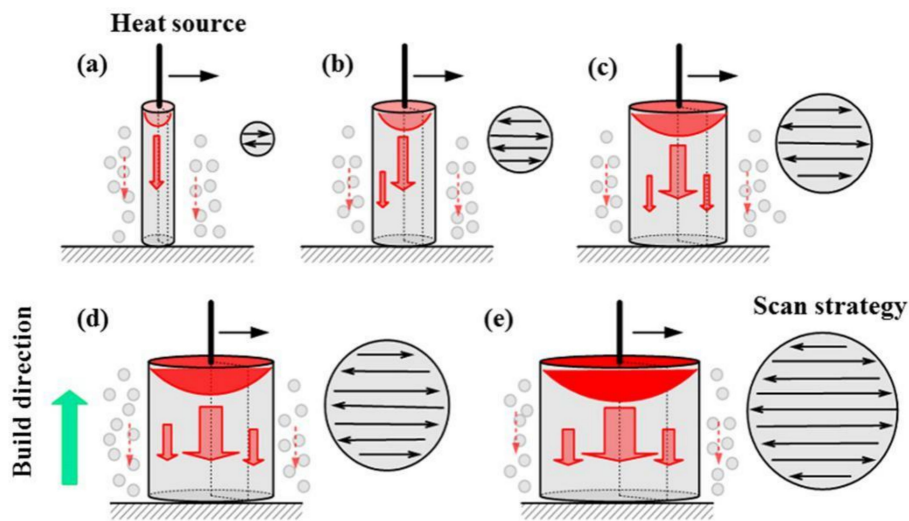 Heat source
(a)
(b)
(c)
(d)
(e)
Scan strategy
Build direction